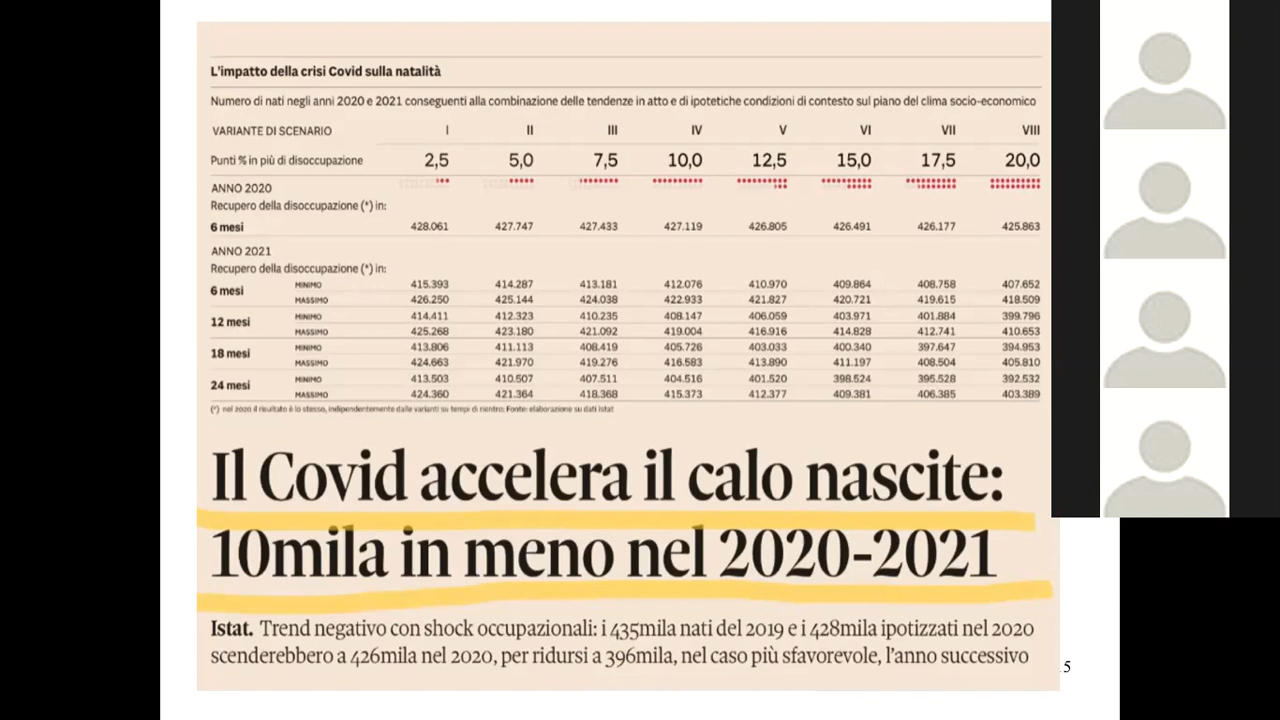 L'impatto della crisi Covid sulla natalità
Numero di nati negli anni 2020 e 2021 conseguenti alla combinazione delle tendenze in atto e di ipotetiche condizioni di contesto sul piano del clima socio-economico
VARIANTE DI SCENARIO I II III IV V VI VII VIII
Punti % in più di disoccupazione 2,5 5,0 7,5 10,0 12,5 15,0 17,5 20,0
ANNO 2020
Recupero della disoccupazione (*) in:
6 mesi 428.061 427.747 427.433 427.119 426.805 426.491 426.177 425.863
ANNO 2021
Recupero della disoccupazione (*) in:
6 mesi MINIMO 415.393 414.287 413.181 412.076 410.970 409.864 408.758 407.652
MASSIMO 426.250 425.144 424.038 422.933 421.827 420.721 419.615 418.509
12 mesi MINIMO 414.411 412.323 410.235 408.147 406.059 403.971 401.884 399.796
MASSIMO 425.268 423.180 421.092 419.004 416.916 414.828 412.741 410.653
18 mesi MINIMO 413.806 411.113 408.419 405.726 403.033 400.340 397.647 394.953
MASSIMO 424.663 421.970 419.276 416.583 413.890 411.197 408.504 405.810
24 mesi MINIMO 413.503 410.507 407.511 404.516 401.520 398.524 395.528 392.532
MASSIMO 424.360 421.364 418.368 415.373 412.377 409.381 406.385 403.389
(*) nel 2020 il risultato è lo stesso, indipendentemente dalle varianti su tempi di rientro; Fonte: elaborazione su dati Istat
Il Covid accelera il calo nascite:
10mila in meno nel 2020-2021
Istat. Trend negativo con shock occupazionali: i 435mila nati del 2019 e i 428mila ipotizzati nel 2020
scenderebbero a 426mila nel 2020, per ridursi a 396mila, nel caso più sfavorevole, l'anno successivo